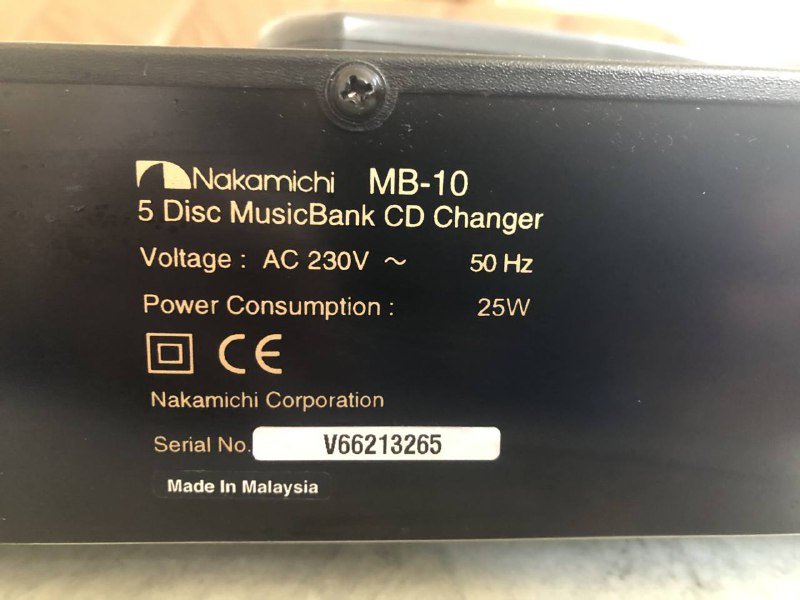 Nakamichi MB-10
5 Disc MusicBank CD Changer
Voltage : AC 230V ~ 50 Hz
Power Consumption : 25W
CE
Nakamichi Corporation
Serial No. V66213265
Made In Malaysia